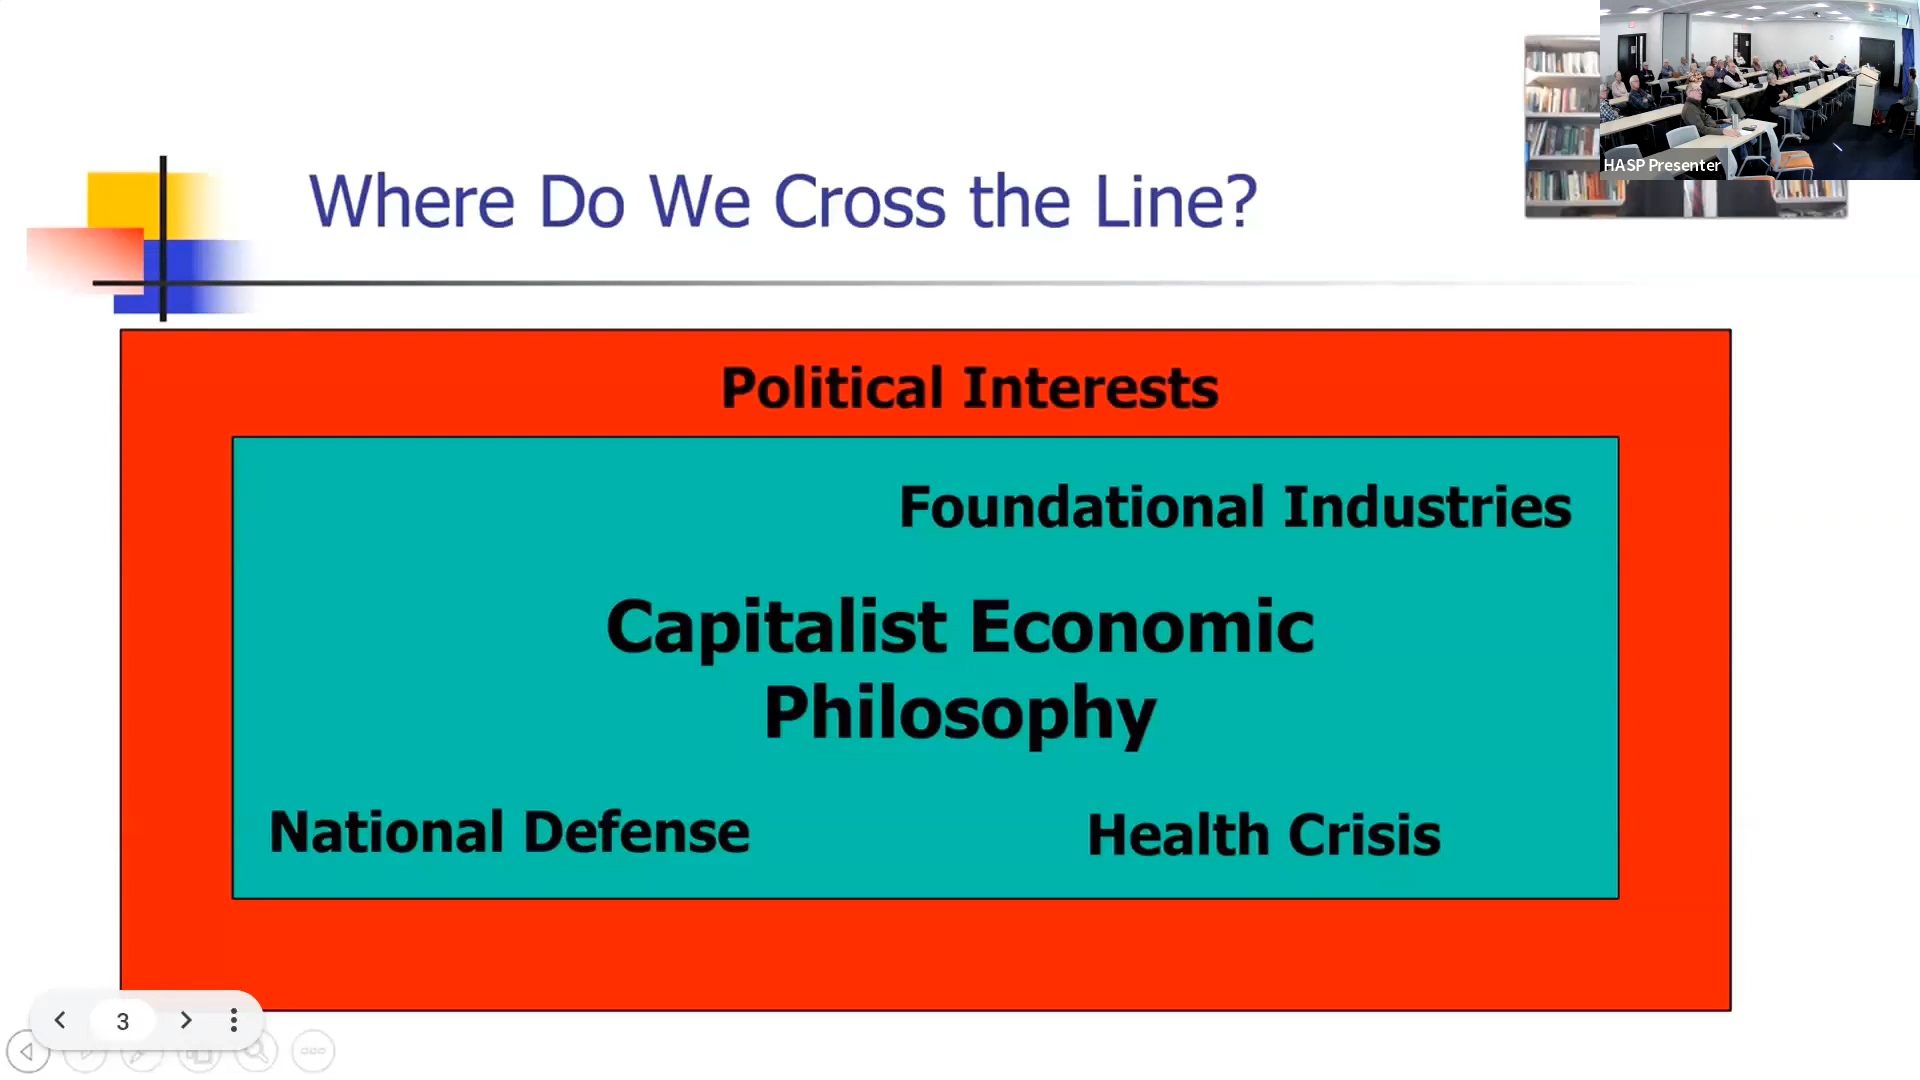 HASP Presenter
Where Do We Cross the Line?
Political Interests
Foundational Industries
Capitalist Economic
Philosophy
National Defense
Health Crisis
3